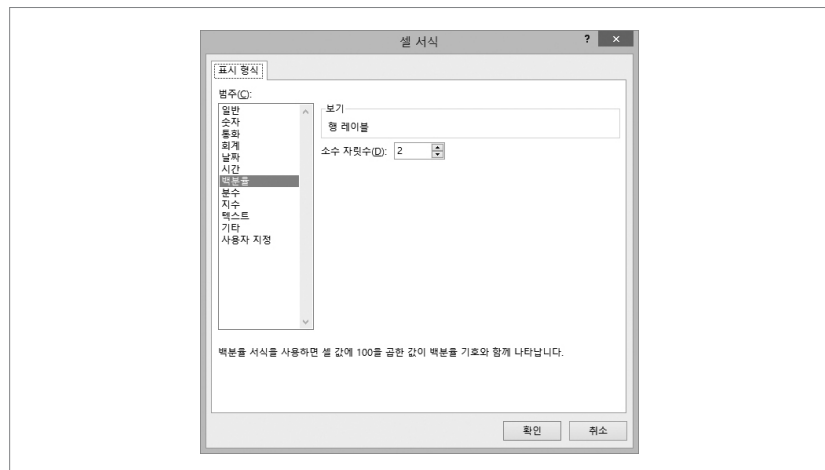 셀 서식
?
×
표시 형식
범주(C):
일반
숫자
통화
회계
날짜
시간
백분율
분수
지수
텍스트
기타
사용자 지정
보기
행 레이블
소수 자릿수(D): 2
백분율 서식을 사용하면 셀 값에 100을 곱한 값이 백분율 기호와 함께 나타납니다.
확인
취소